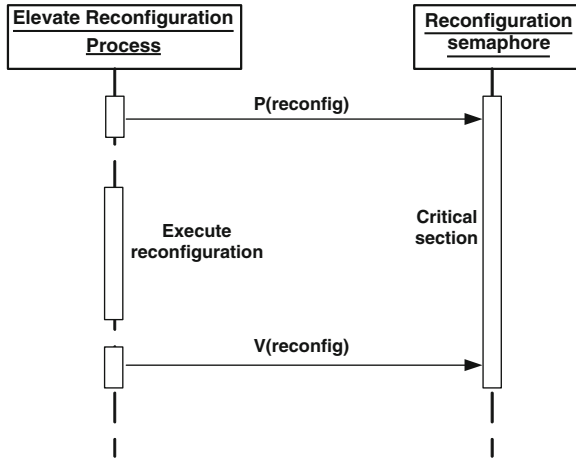 Elevate Reconfiguration
Process
Reconfiguration
semaphore
P(reconfig)
Execute
reconfiguration
Critical
section
V(reconfig)